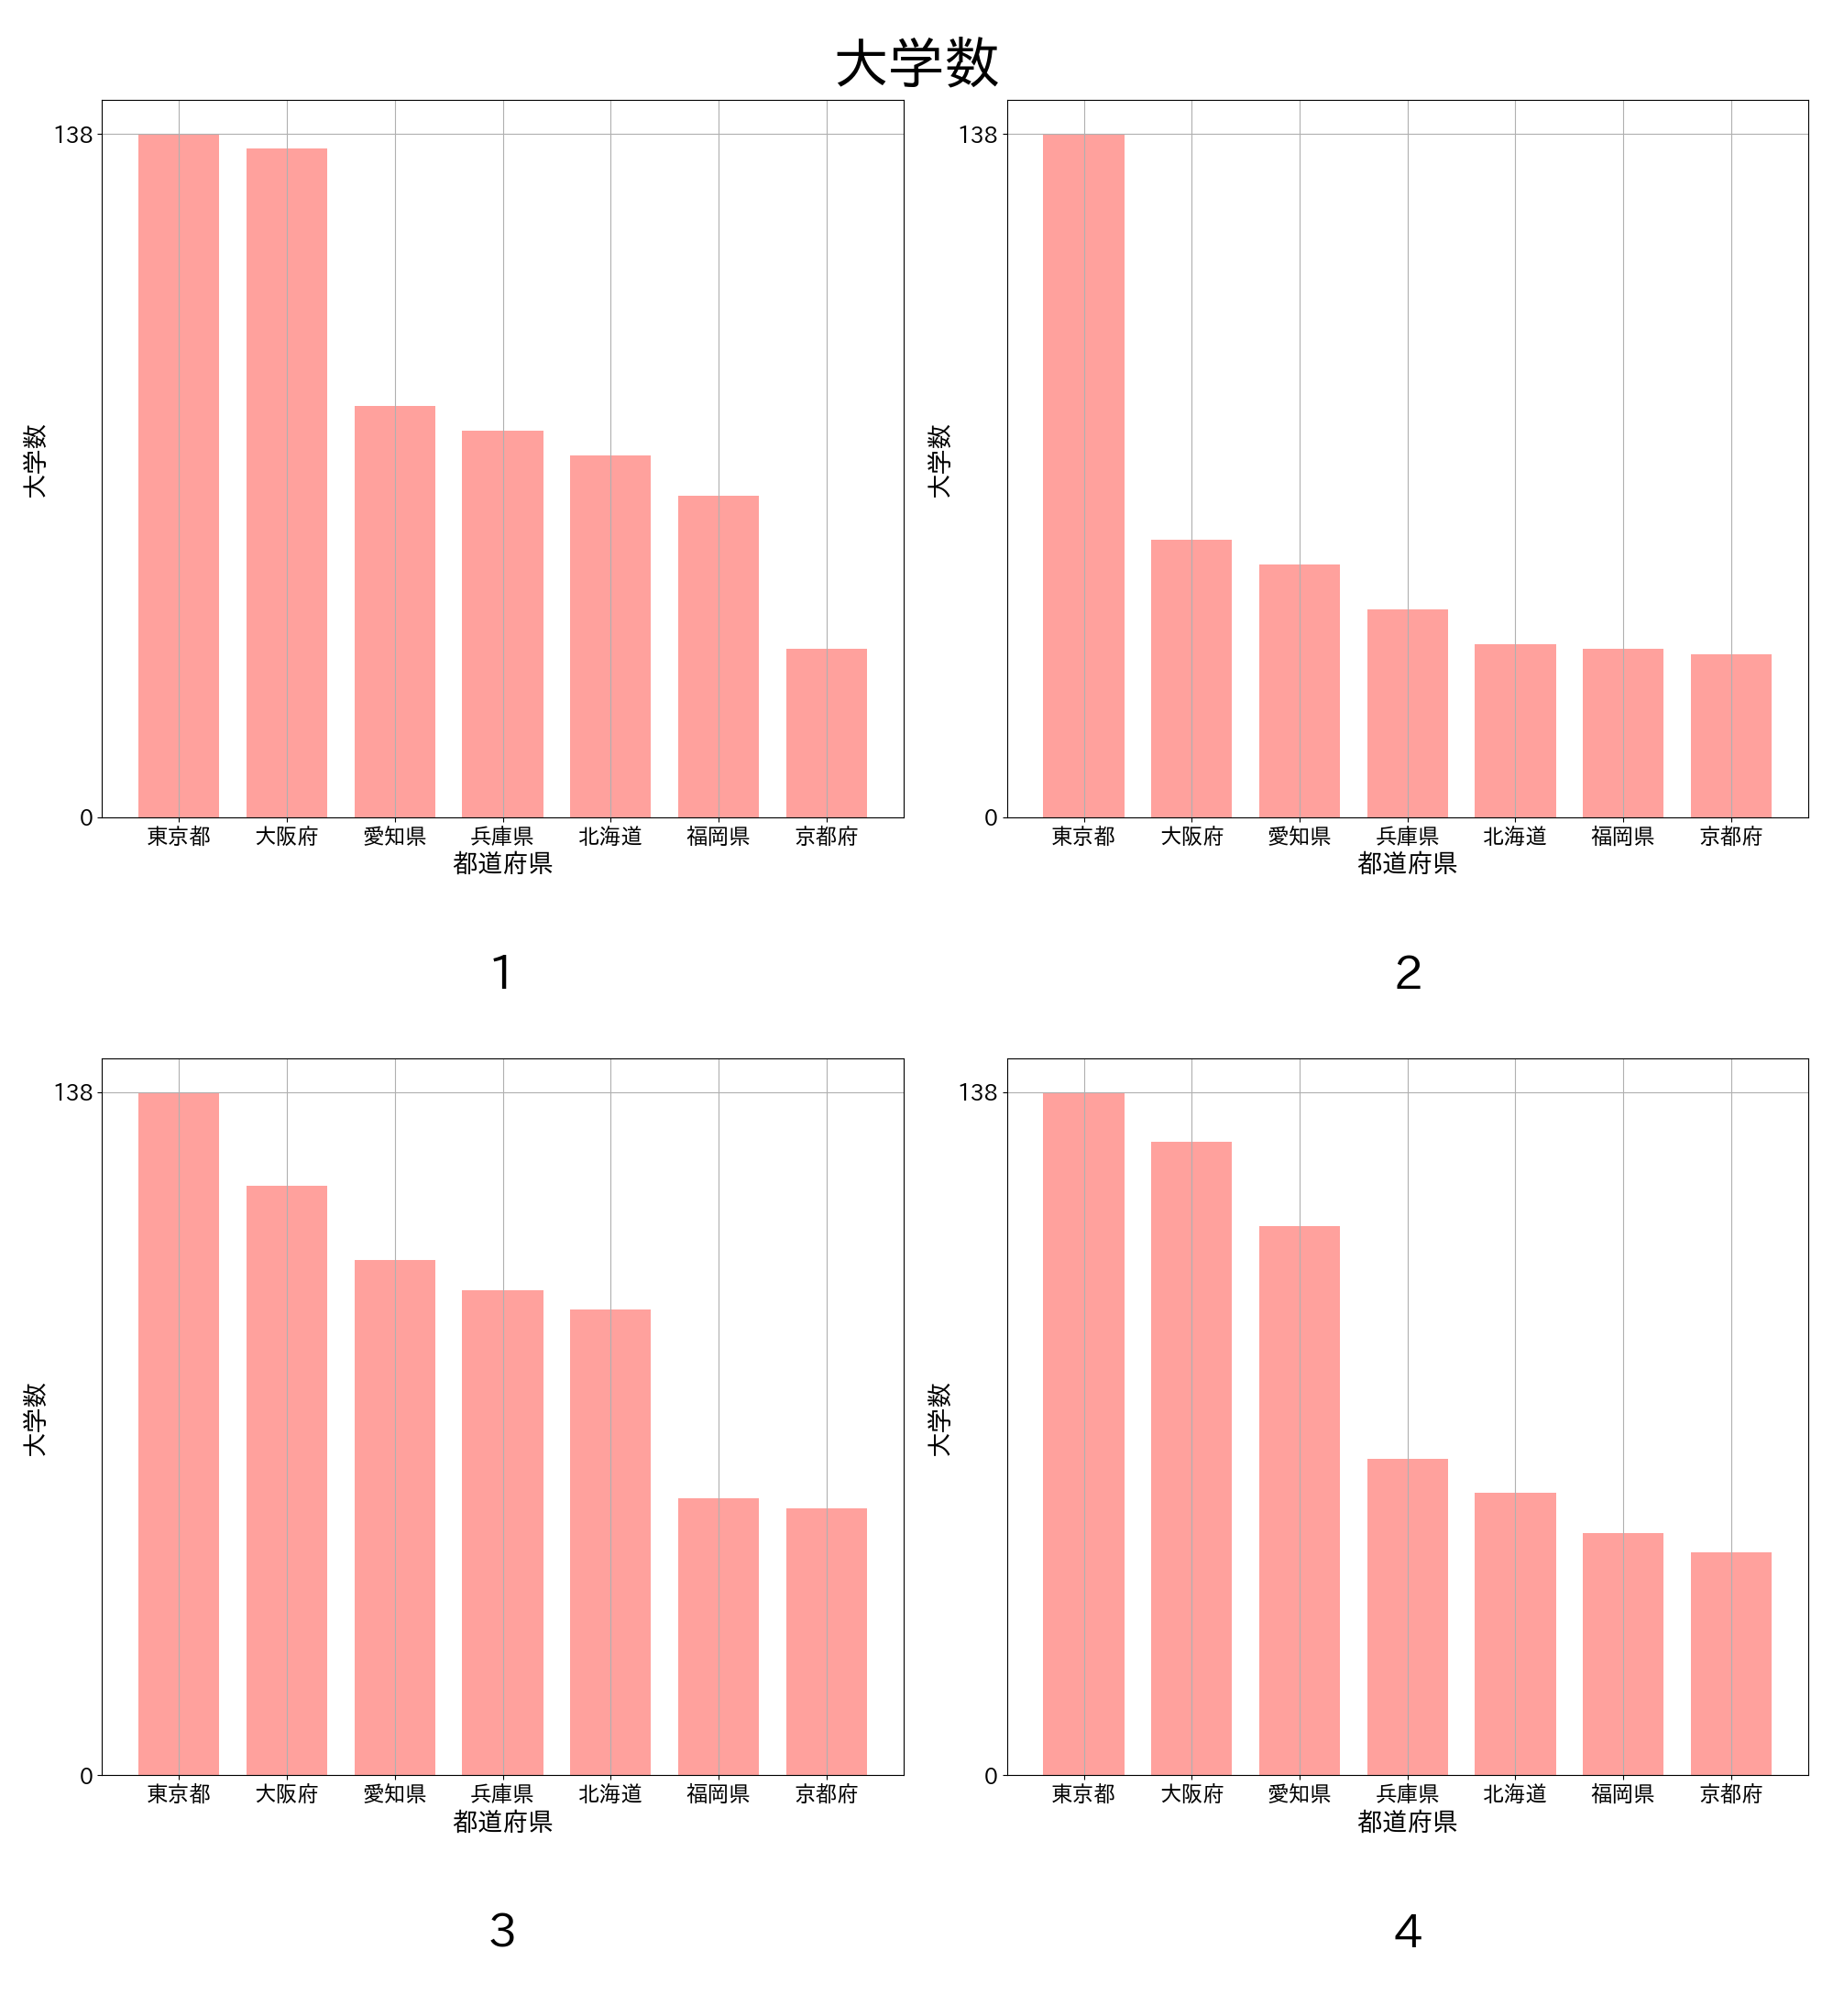 大学数
138
0
大学数
東京都 大阪府 愛知県 兵庫県 北海道 福岡県 京都府
都道府県
1
138
0
大学数
東京都 大阪府 愛知県 兵庫県 北海道 福岡県 京都府
都道府県
2
138
0
大学数
東京都 大阪府 愛知県 兵庫県 北海道 福岡県 京都府
都道府県
3
138
0
大学数
東京都 大阪府 愛知県 兵庫県 北海道 福岡県 京都府
都道府県
4